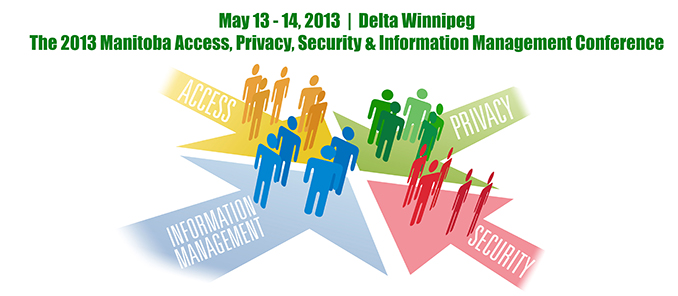 May 13 - 14, 2013 | Delta Winnipeg
The 2013 Manitoba Access, Privacy, Security & Information Management Conference
ACCESS
PRIVACY
INFORMATION
MANAGEMENT
SECURITY